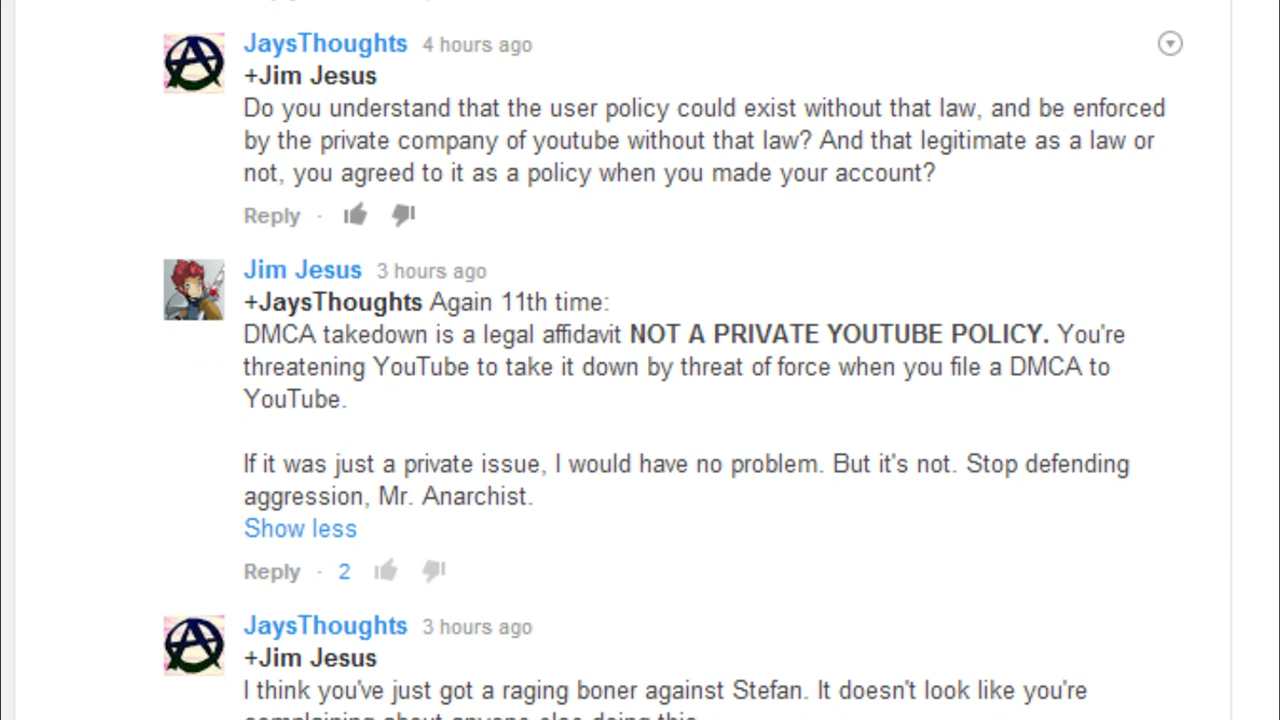 JaysThoughts 4 hours ago
+Jim Jesus
Do you understand that the user policy could exist without that law, and be enforced
by the private company of youtube without that law? And that legitimate as a law or
not, you agreed to it as a policy when you made your account?
Reply ·
Jim Jesus 3 hours ago
+JaysThoughts Again 11th time:
DMCA takedown is a legal affidavit NOT A PRIVATE YOUTUBE POLICY. You're
threatening YouTube to take it down by threat of force when you file a DMCA to
YouTube.
If it was just a private issue, I would have no problem. But it's not. Stop defending
aggression, Mr. Anarchist.
Show less
Reply · 2
JaysThoughts 3 hours ago
+Jim Jesus
I think you've just got a raging boner against Stefan. It doesn't look like you're
complaining about anyone else doing this